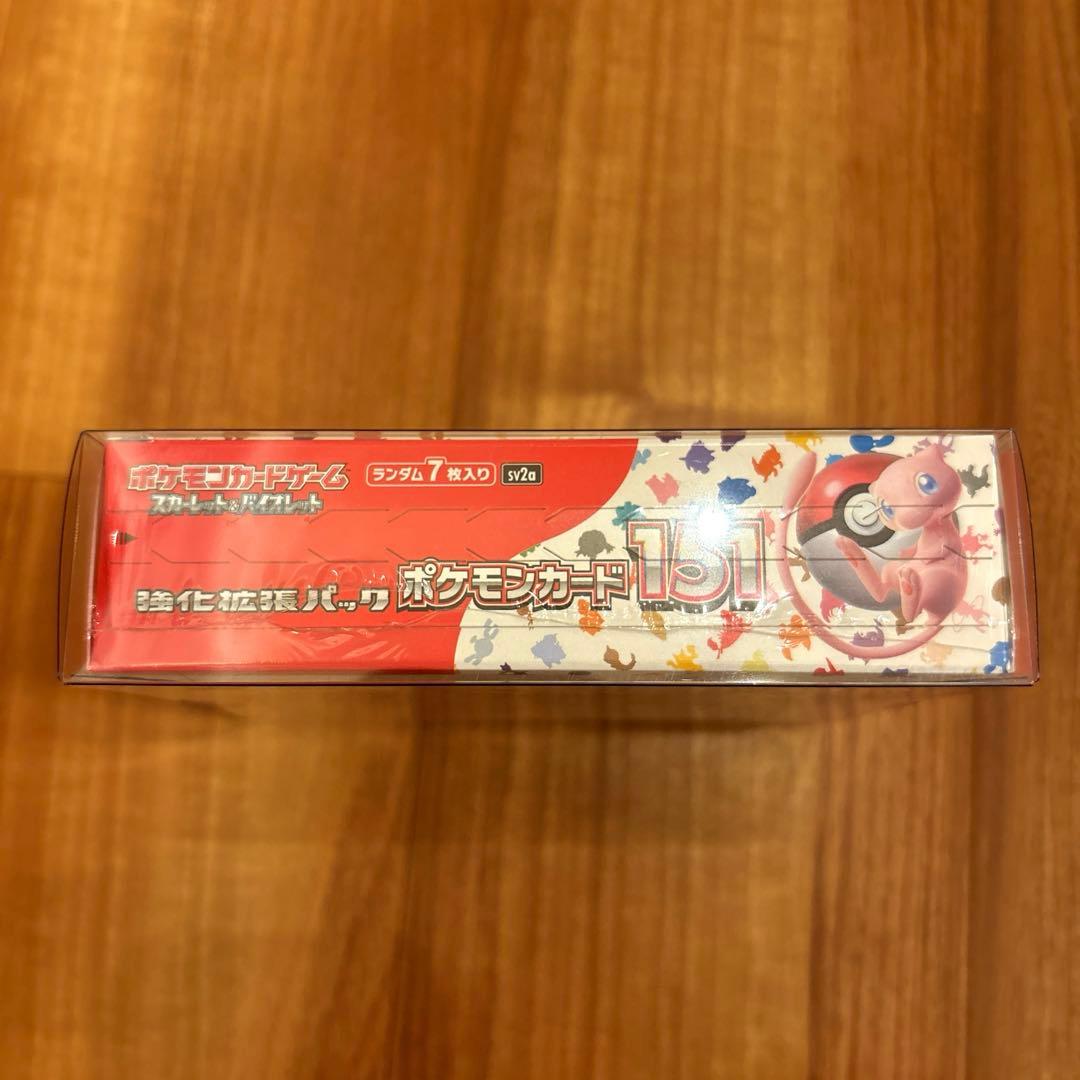 ポケモンカードゲーム
スカーレット&バイオレット
ランダム7枚入り
sv2a
強化拡張パック ポケモンカード151